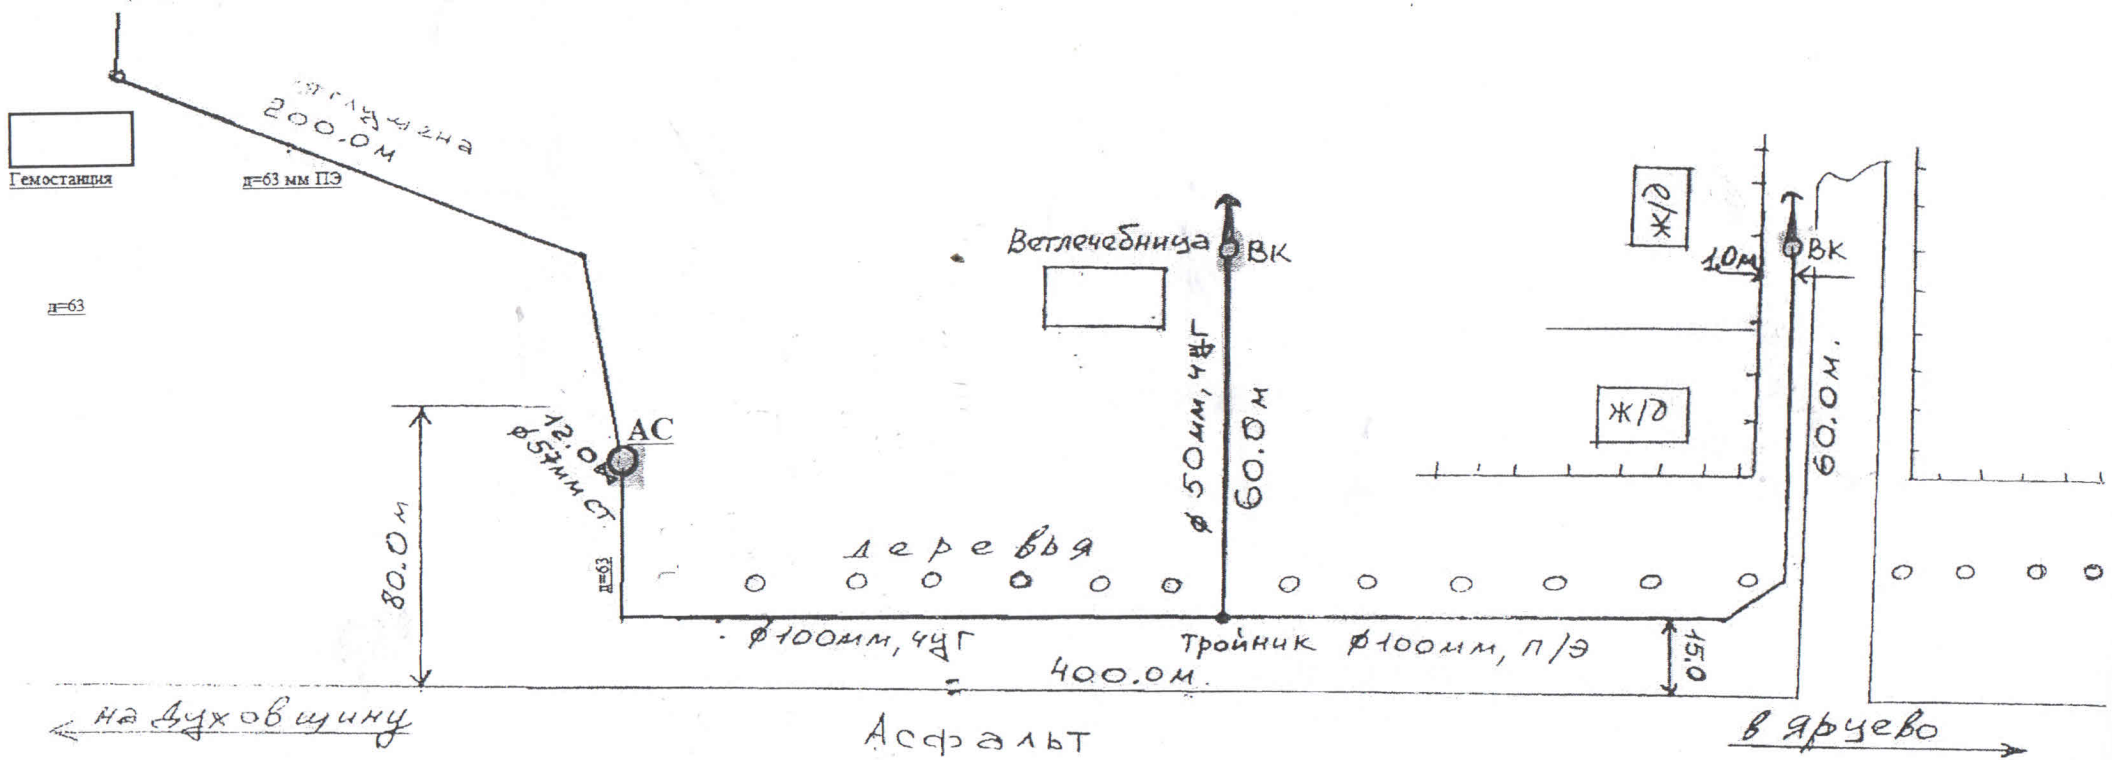 заглушена
200.0м
Гемостанция
д=63 мм ПЭ
д=63
Ветлечебница
ВК
ж/д
1.0м
ВК
ф 50мм, чуг
60.0м
ж/д
60.0м.
АС
12.0
ф57мм ст.
80.0м
д=63
деревья
ф100мм, чуг
тройник ф100мм, п/э
400.0м.
15.0
на Духовщину
Асфальт
в Ярцево